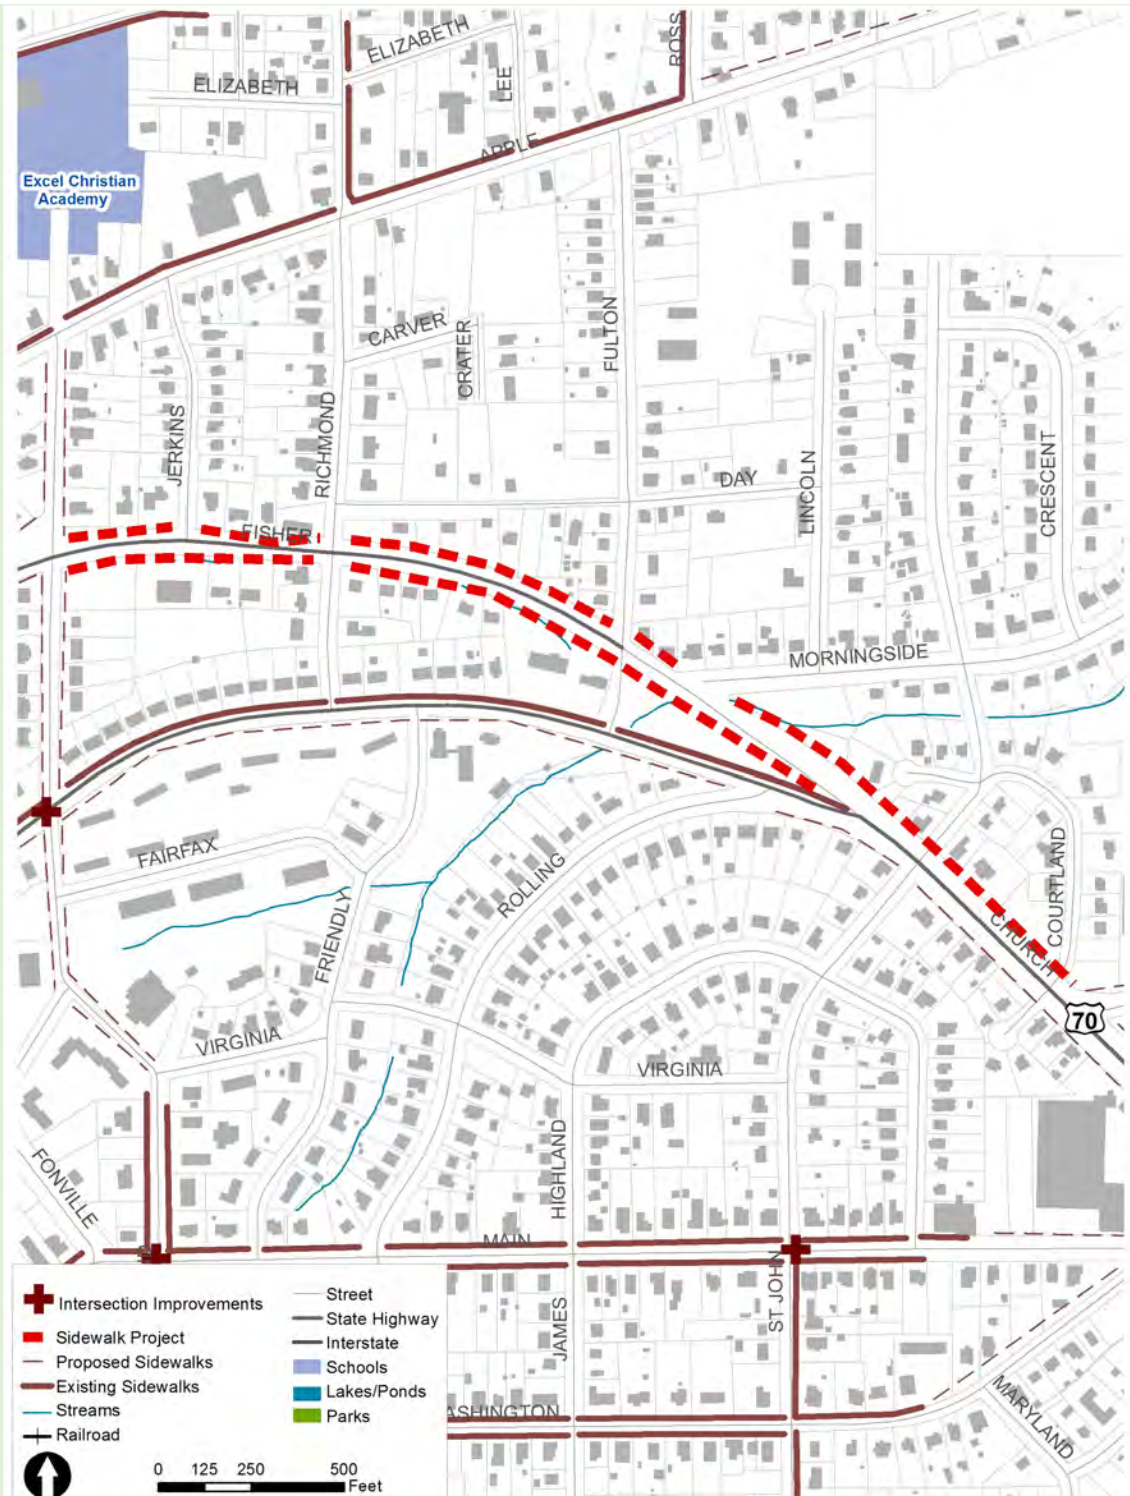 ELIZABETH
ELIZABETH
LEE
ROSS
APPLE
Excel Christian
Academy
CARVER
CRATER
FULTON
JERKINS
RICHMOND
DAY
LINCOLN
CRESCENT
FISHER
MORNINGSIDE
FAIRFAX
ROLLING
FRIENDLY
COURTLAND
CHURCH
70
VIRGINIA
VIRGINIA
FONVILLE
HIGHLAND
MAIN
ST JOHN
JAMES
ASHINGTON
MARYLAND
Intersection Improvements
Sidewalk Project
Proposed Sidewalks
Existing Sidewalks
Streams
Railroad
Street
State Highway
Interstate
Schools
Lakes/Ponds
Parks
0 125 250 500
Feet